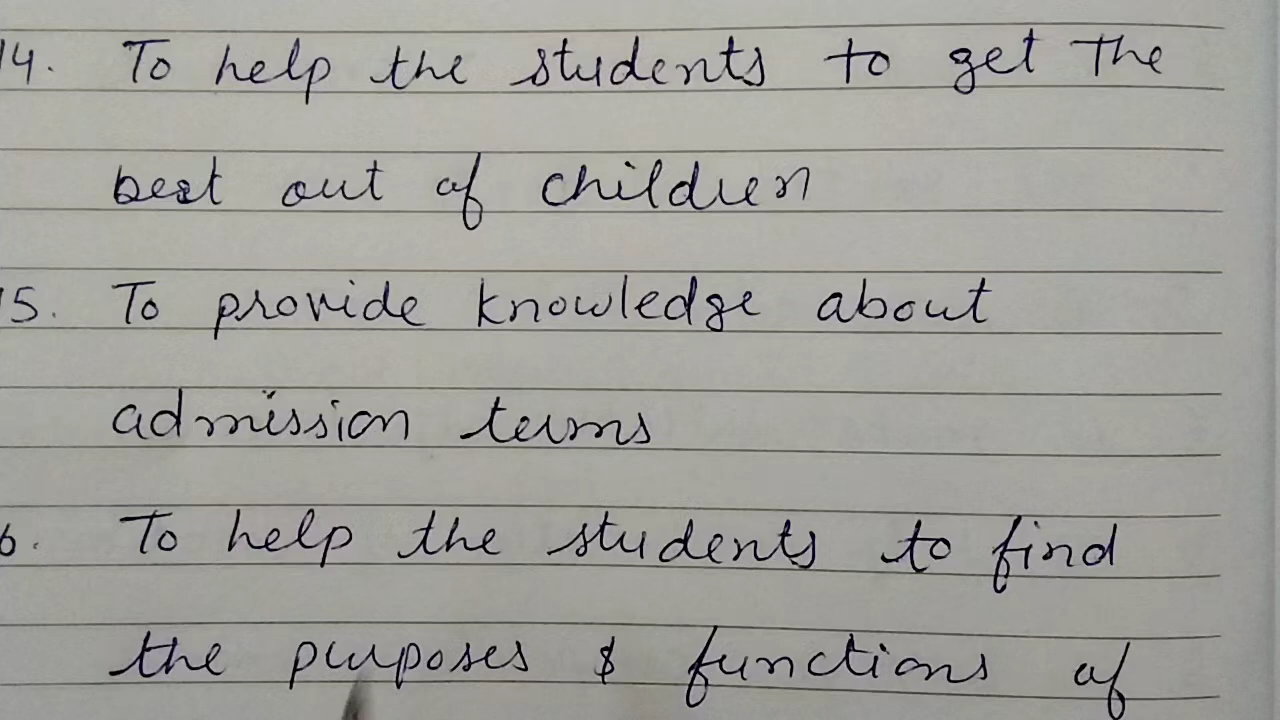 14. To help the students to get the
best out of children
15. To provide knowledge about
admission terms
6. To help the students to find
the purposes & functions of